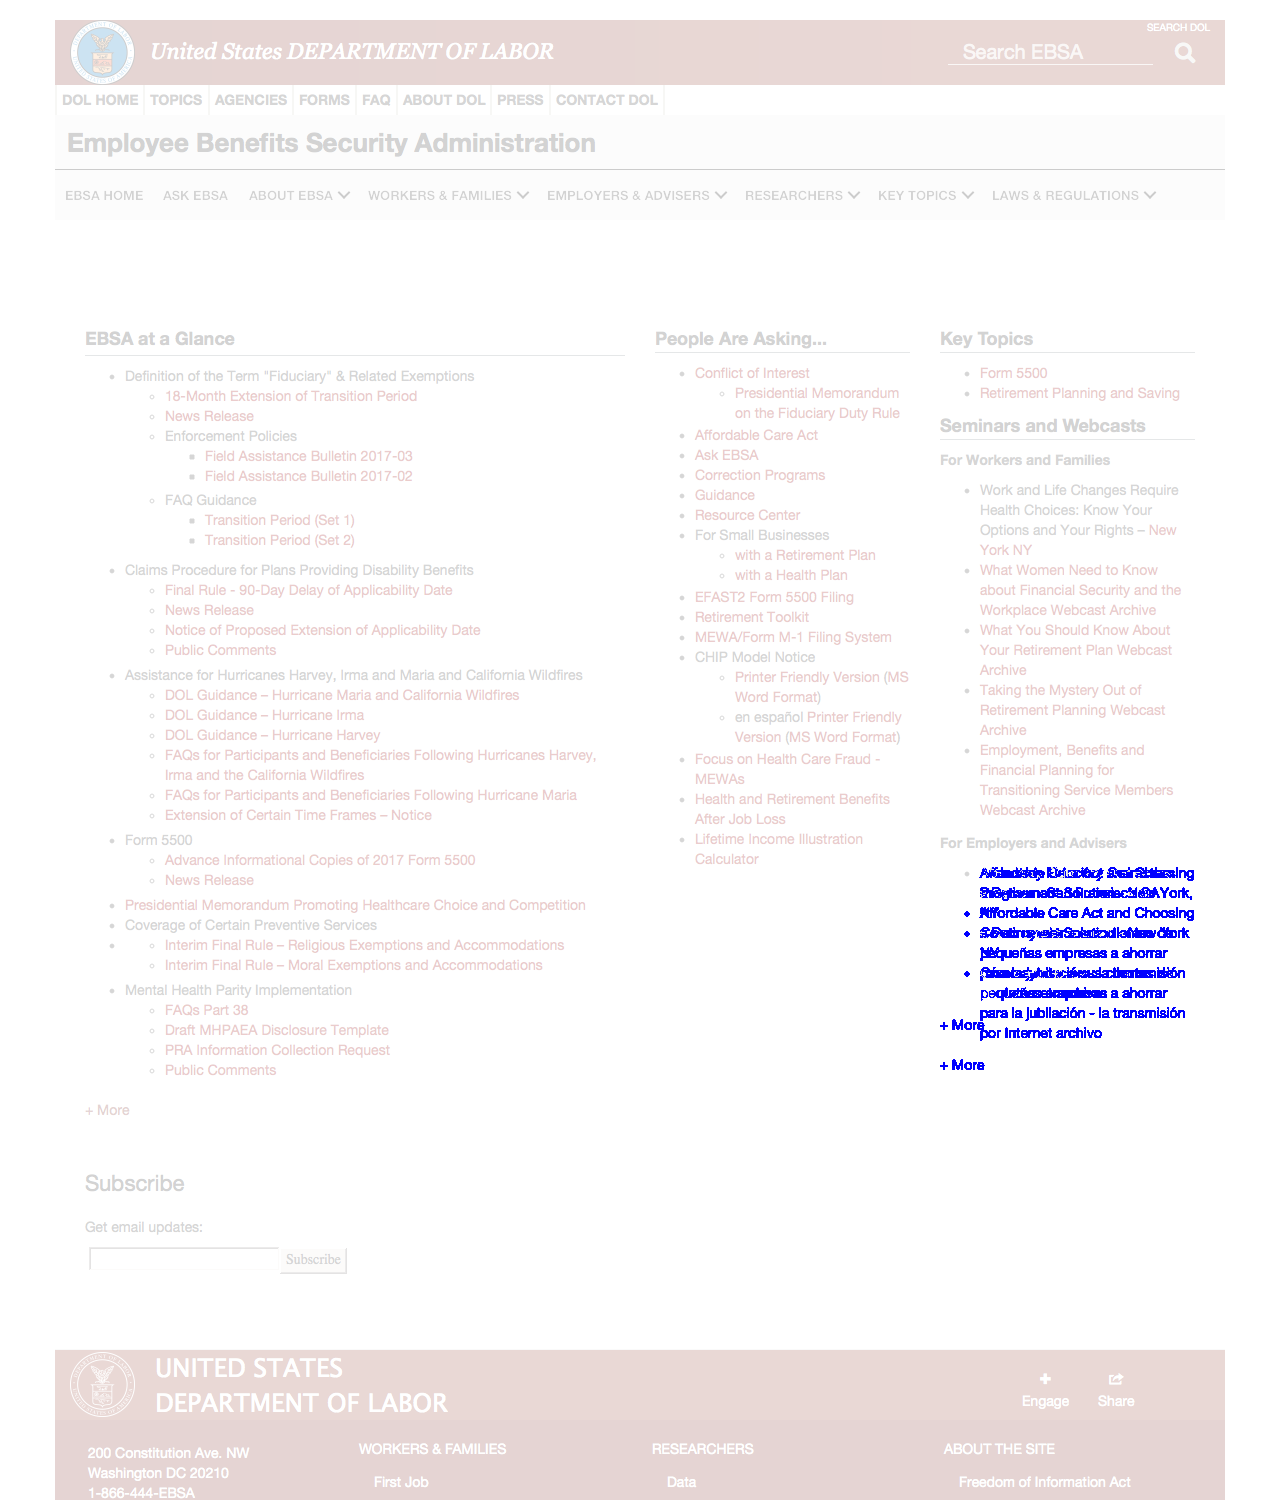 SEARCH DOL
United States DEPARTMENT OF LABOR
Search EBSA
DOL HOME TOPICS AGENCIES FORMS FAQ ABOUT DOL PRESS CONTACT DOL
Employee Benefits Security Administration
EBSA HOME ASK EBSA ABOUT EBSA WORKERS & FAMILIES EMPLOYERS & ADVISERS RESEARCHERS KEY TOPICS LAWS & REGULATIONS
EBSA at a Glance
Definition of the Term "Fiduciary" & Related Exemptions
18-Month Extension of Transition Period
News Release
Enforcement Policies
Field Assistance Bulletin 2017-03
Field Assistance Bulletin 2017-02
FAQ Guidance
Transition Period (Set 1)
Transition Period (Set 2)
Claims Procedure for Plans Providing Disability Benefits
Final Rule - 90-Day Delay of Applicability Date
News Release
Notice of Proposed Extension of Applicability Date
Public Comments
Assistance for Hurricanes Harvey, Irma and Maria and California Wildfires
DOL Guidance – Hurricane Maria and California Wildfires
DOL Guidance – Hurricane Irma
DOL Guidance – Hurricane Harvey
FAQs for Participants and Beneficiaries Following Hurricanes Harvey,
Irma and the California Wildfires
FAQs for Participants and Beneficiaries Following Hurricane Maria
Extension of Certain Time Frames – Notice
Form 5500
Advance Informational Copies of 2017 Form 5500
News Release
Presidential Memorandum Promoting Healthcare Choice and Competition
Coverage of Certain Preventive Services
Interim Final Rule – Religious Exemptions and Accommodations
Interim Final Rule – Moral Exemptions and Accommodations
Mental Health Parity Implementation
FAQs Part 38
Draft MHPAEA Disclosure Template
PRA Information Collection Request
Public Comments
+ More
People Are Asking...
Conflict of Interest
Presidential Memorandum
on the Fiduciary Duty Rule
Affordable Care Act
Ask EBSA
Correction Programs
Guidance
Resource Center
For Small Businesses
with a Retirement Plan
with a Health Plan
EFAST2 Form 5500 Filing
Retirement Toolkit
MEWA/Form M-1 Filing System
CHIP Model Notice
Printer Friendly Version (MS
Word Format)
en español Printer Friendly
Version (MS Word Format)
Focus on Health Care Fraud -
MEWAs
Health and Retirement Benefits
After Job Loss
Lifetime Income Illustration
Calculator
Key Topics
Form 5500
Retirement Planning and Saving
Seminars and Webcasts
For Workers and Families
Work and Life Changes Require
Health Choices: Know Your
Options and Your Rights – New
York NY
What Women Need to Know
about Financial Security and the
Workplace Webcast Archive
What You Should Know About
Your Retirement Plan Webcast
Archive
Taking the Mystery Out of
Retirement Planning Webcast
Archive
Employment, Benefits and
Financial Planning for
Transitioning Service Members
Webcast Archive
For Employers and Advisers
Affordable Care Act and Choosing
York
pequeñas empresas a ahorrar
pequeñas empresas a ahorrar
para la jubilación - la transmisión
por Internet archivo
+ More
+ More
Subscribe
Get email updates:
Subscribe
UNITED STATES
DEPARTMENT OF LABOR
Engage Share
200 Constitution Ave. NW
Washington DC 20210
1-866-444-EBSA
WORKERS & FAMILIES
First Job
RESEARCHERS
Data
ABOUT THE SITE
Freedom of Information Act